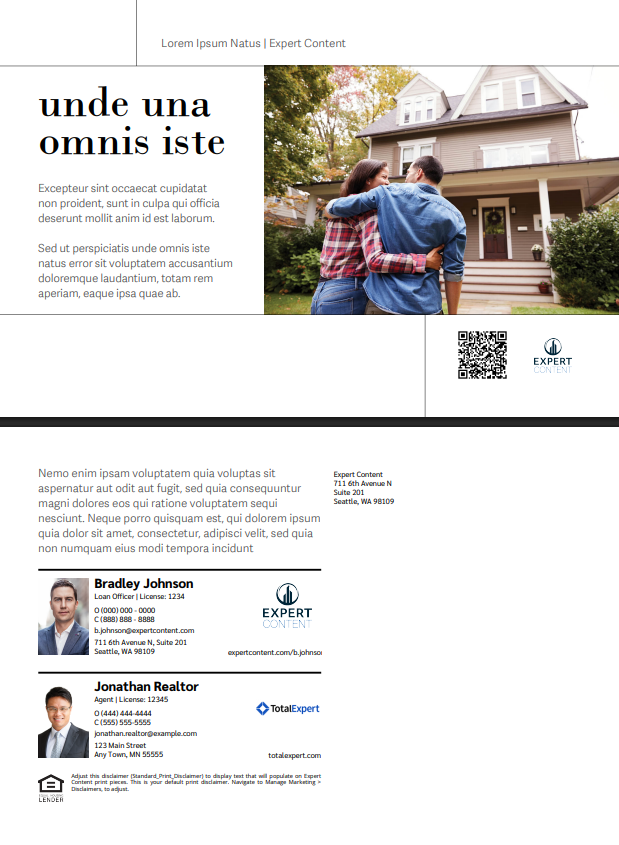 Lorem Ipsum Natus | Expert Content
unde una
omnis iste
Excepteur sint occaecat cupidatat
non proident, sunt in culpa qui officia
deserunt mollit anim id est laborum.
Sed ut perspiciatis unde omnis iste
natus error sit voluptatem accusantium
doloremque laudantium, totam rem
aperiam, eaque ipsa quae ab.
EXPERT
CONTENT
Nemo enim ipsam voluptatem quia voluptas sit
aspernatur aut odit aut fugit, sed quia consequuntur
magni dolores eos qui ratione voluptatem sequi
nesciunt. Neque porro quisquam est, qui dolorem ipsum
quia dolor sit amet, consectetur, adipisci velit, sed quia
non numquam eius modi tempora incidunt
Expert Content
711 6th Avenue N
Suite 201
Seattle, WA 98109
Bradley Johnson
Loan Officer | License: 1234
O (000) 000 - 0000
C (888) 888 - 8888
b.johnson@expertcontent.com
711 6th Avenue N, Suite 201
Seattle, WA 98109
EXPERT
CONTENT
expertcontent.com/b.johnso
Jonathan Realtor
Agent | License: 12345
O (444) 444-4444
C (555) 555-5555
jonathan.realtor@example.com
123 Main Street
Any Town, MN 55555
TotalExpert
totalexpert.com
Adjust this disclaimer (Standard_Print_Disclaimer) to display text that will populate on Expert
Content print pieces. This is your default print disclaimer. Navigate to Manage Marketing >
Disclaimers, to adjust.
EQUAL HOUSING
LENDER